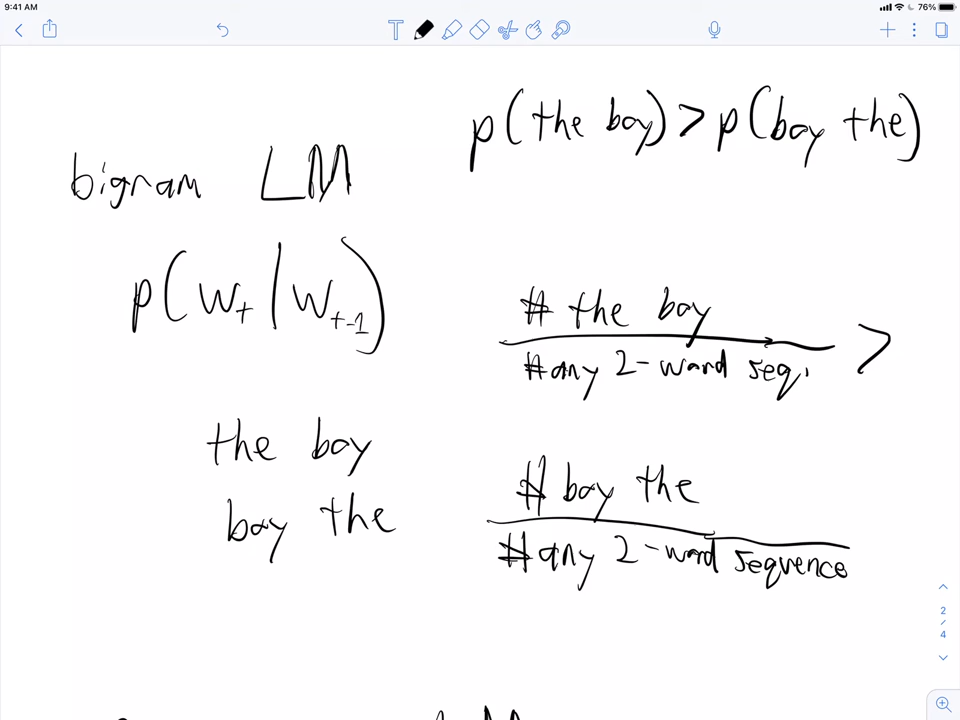 9:41 AM
76%
p(the boy) > p(boy the)
bigram LM
p(w_t | w_{t-1})
# the boy
# any 2-word seq. >
the boy
# boy the
boy the
# any 2-word sequence
2
/
4